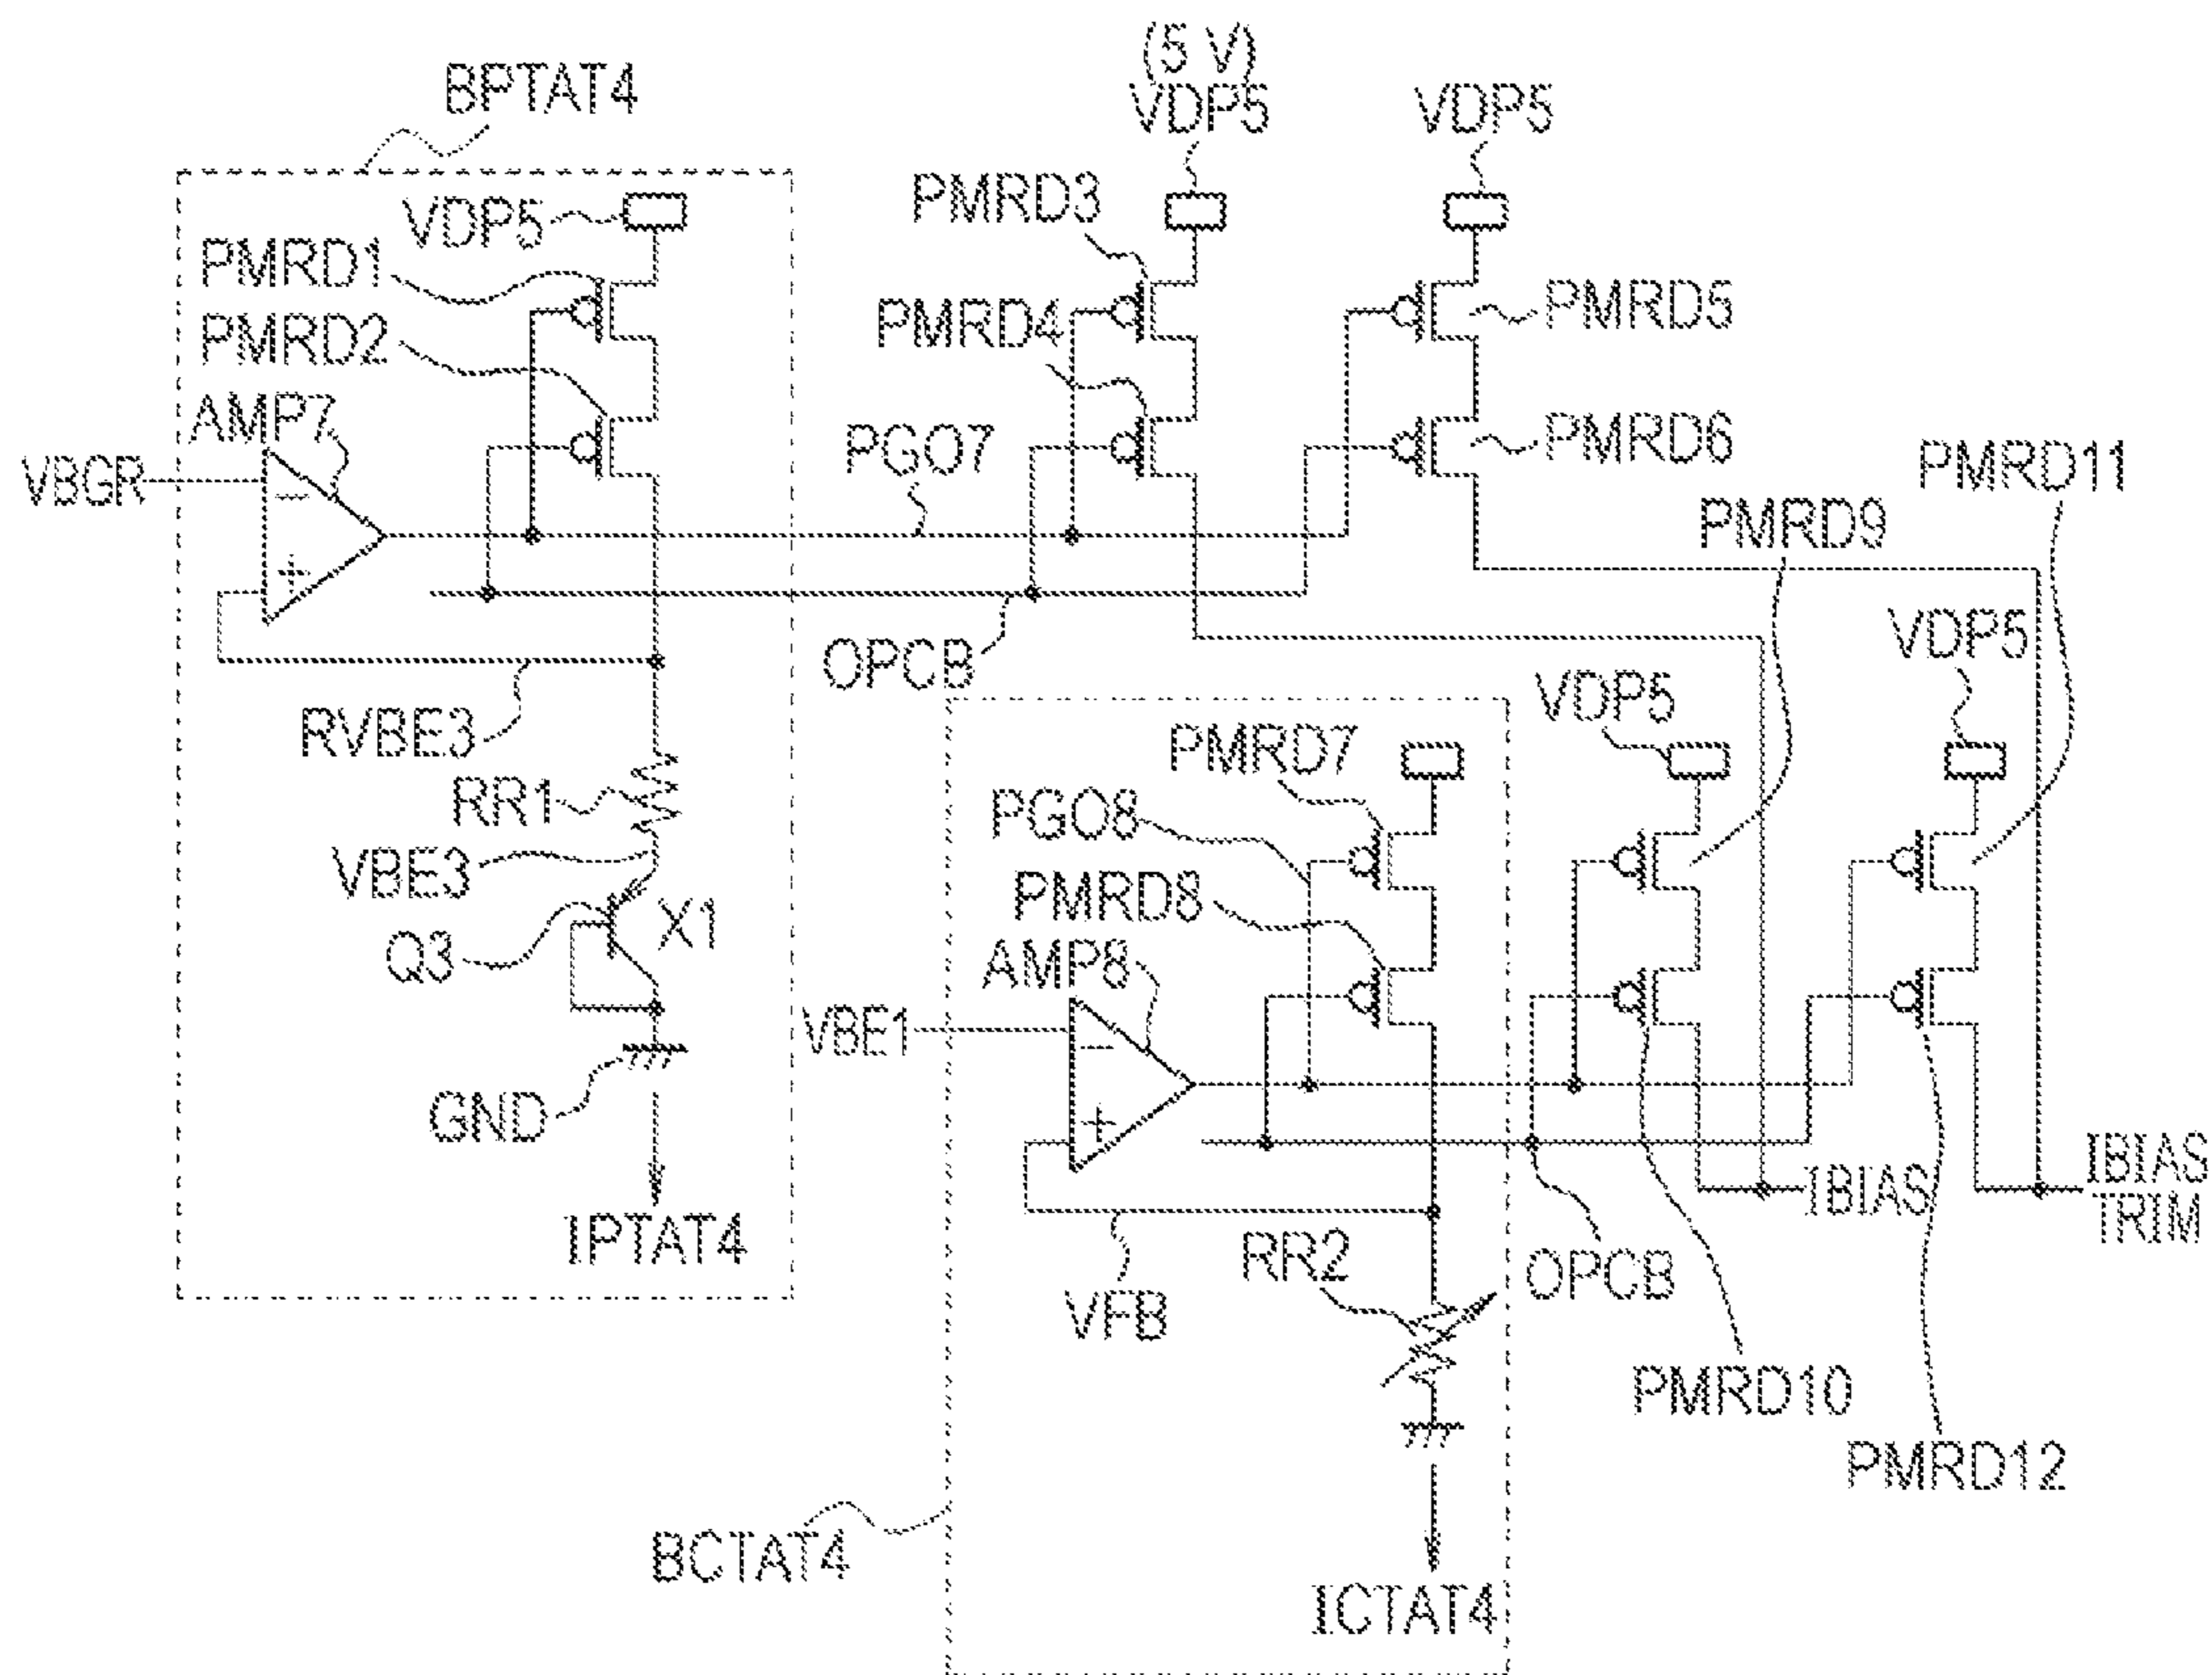 (5 V)
BPTAT4
VDP5
VDP5
VDP5
PMRD3
PMRD1
PMRD4
PMRD5
PMRD2
AMP7
PGO7
PMRD6
PMRD11
VBGR
−
PMRD9
+
OPCB
VDP5
RVBE3
VDP5
PMRD7
RR1
PGO8
VBE3
PMRD8
Q3
X1
AMP8
VBE1
−
GND
+
IBIAS
IBIAS
TRIM
IPTAT4
RR2
OPCB
VFB
PMRD10
PMRD12
BCTAT4
ICTAT4